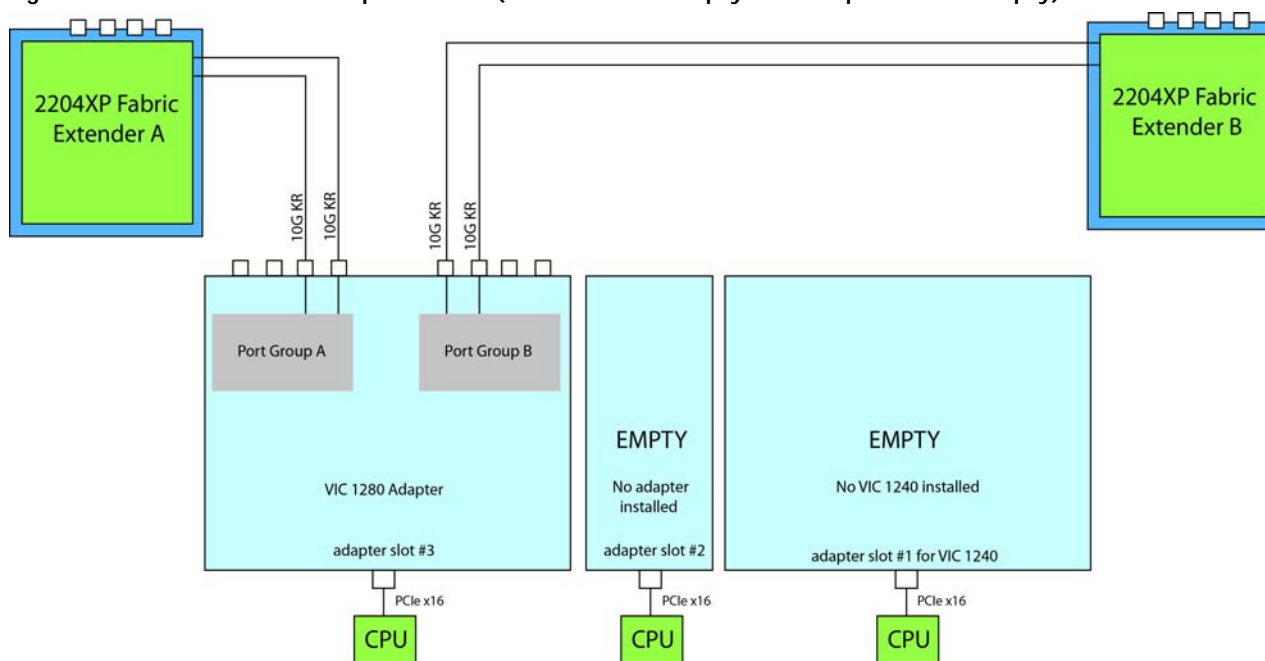 2204XP Fabric
Extender A
2204XP Fabric
Extender B
10G KR
10G KR
10G KR
10G KR
Port Group A
Port Group B
EMPTY
EMPTY
VIC 1280 Adapter
No adapter
installed
No VIC 1240 installed
adapter slot #3
adapter slot #2
adapter slot #1 for VIC 1240
PCIe x16
PCIe x16
PCIe x16
CPU
CPU
CPU